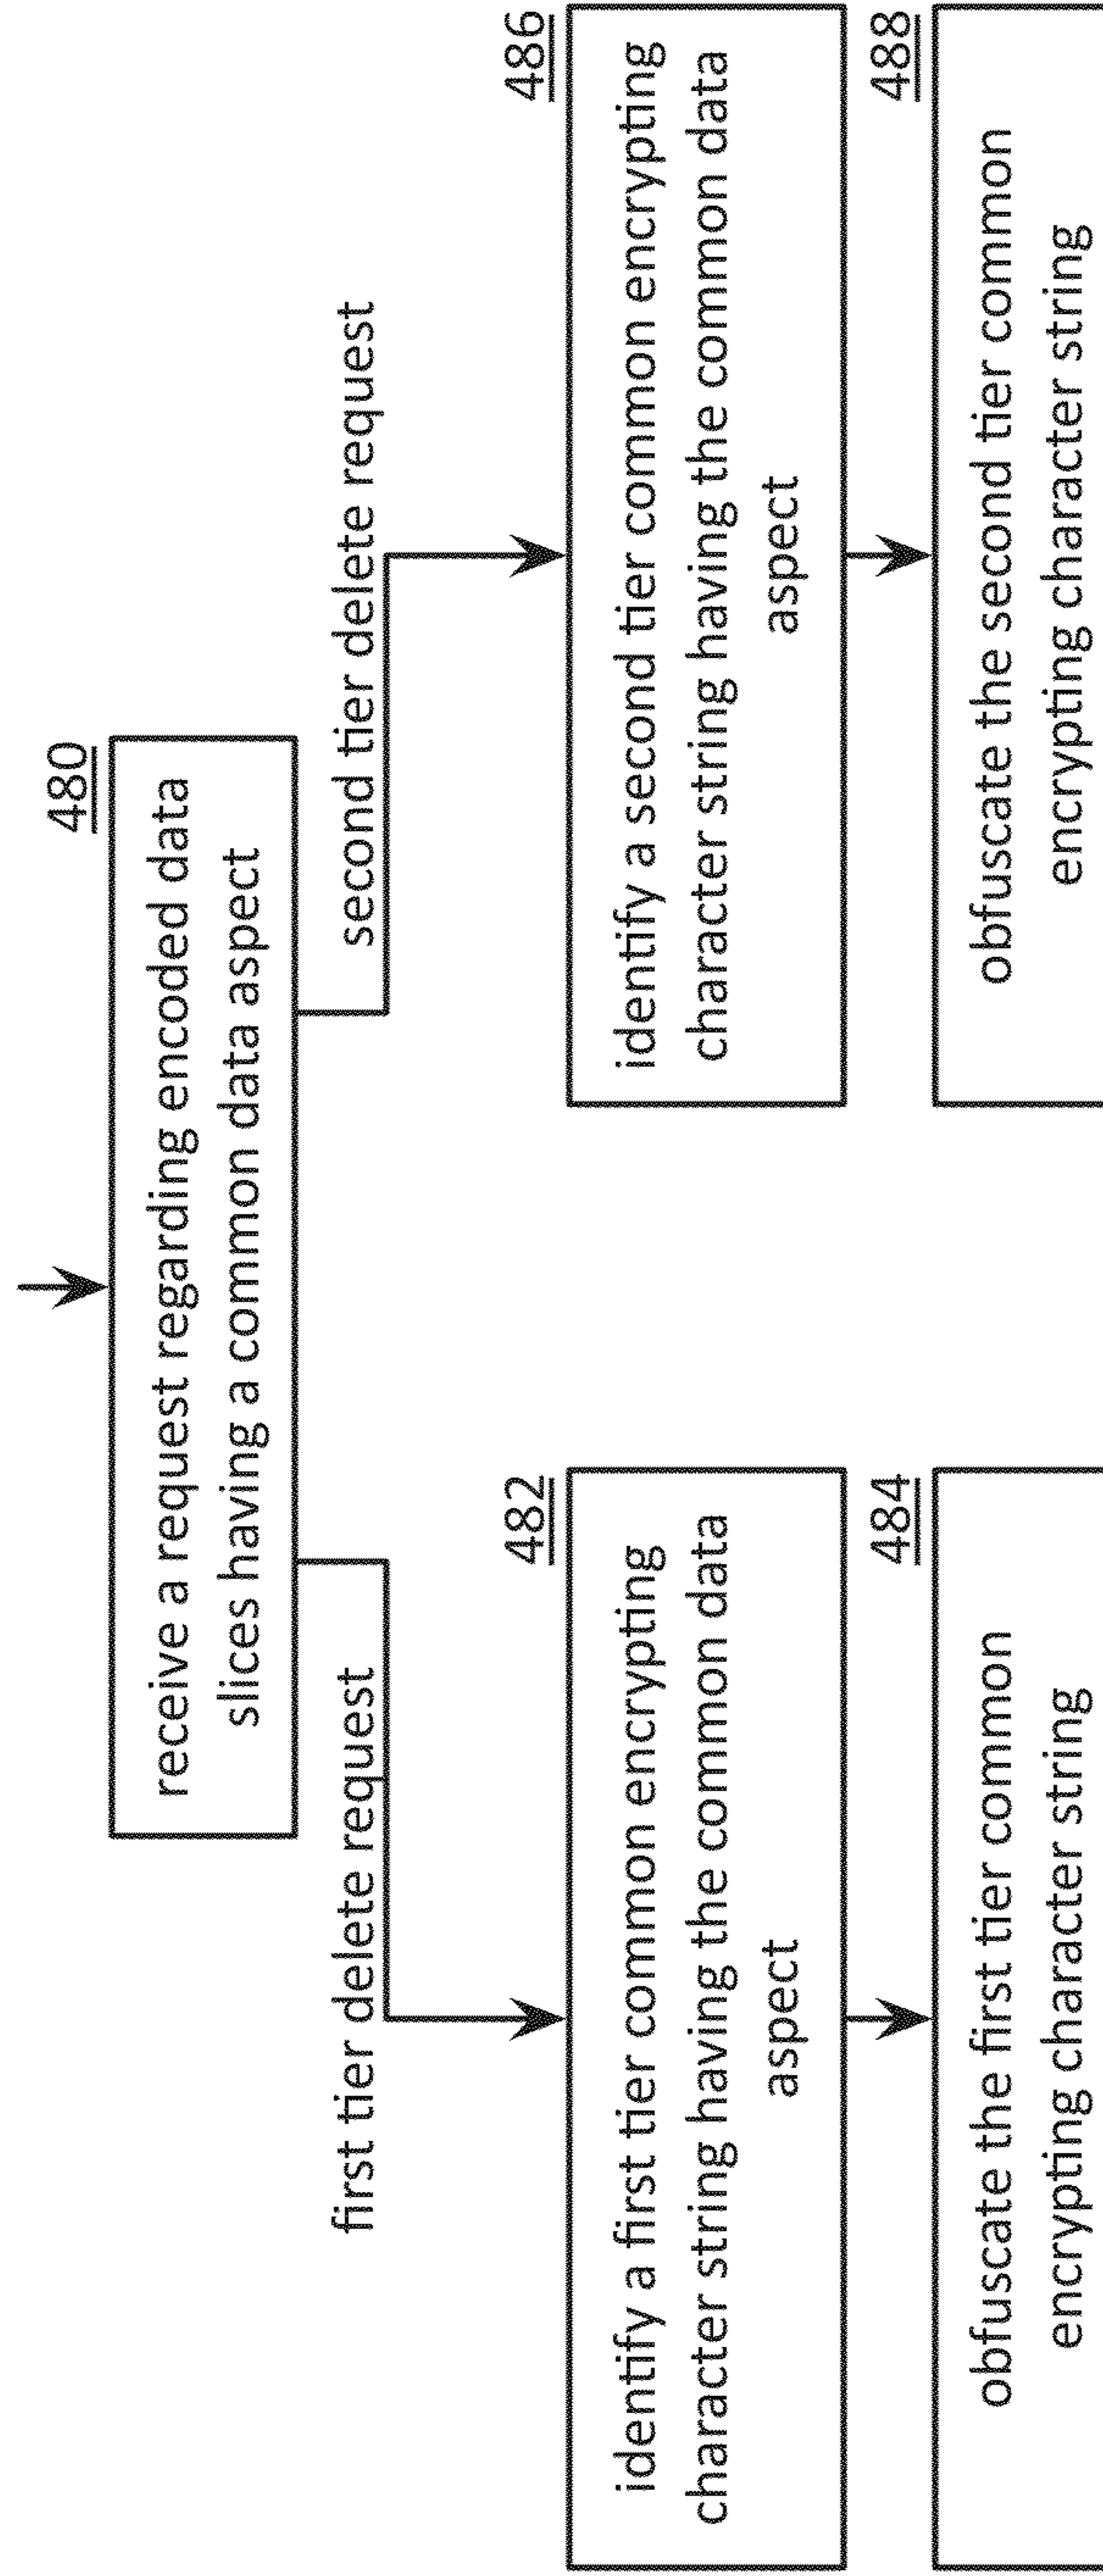 480
receive a request regarding encoded data
slices having a common data aspect
first tier delete request
second tier delete request
482
identify a first tier common encrypting
character string having the common data
aspect
486
identify a second tier common encrypting
character string having the common data
aspect
484
obfuscate the first tier common
encrypting character string
488
obfuscate the second tier common
encrypting character string